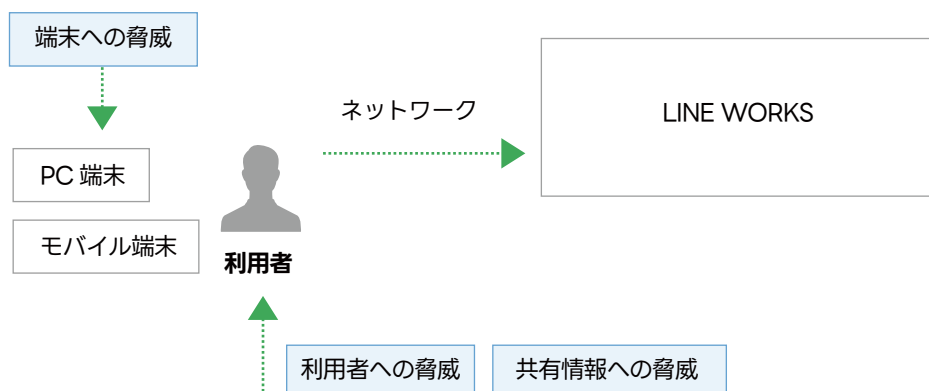 端末への脅威
ネットワーク
LINE WORKS
PC 端末
モバイル端末
利用者
利用者への脅威
共有情報への脅威